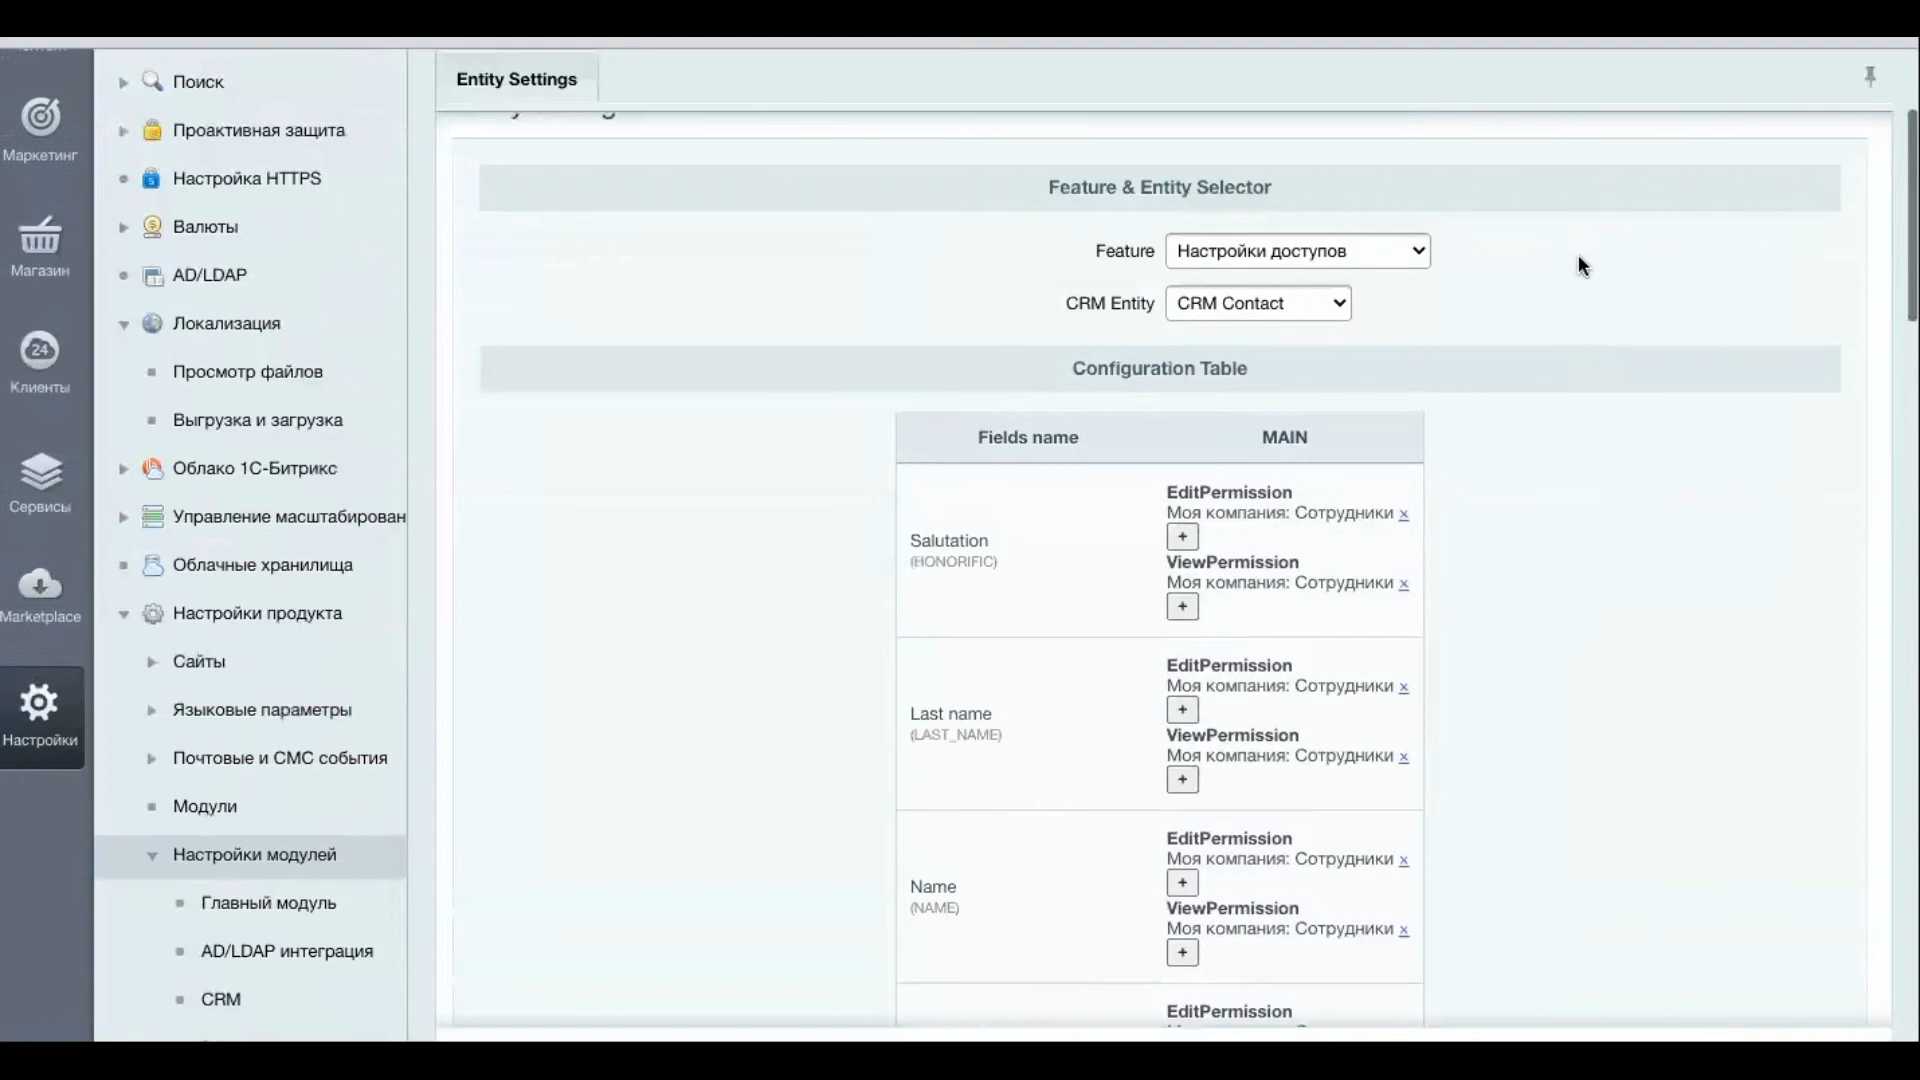 Маркетинг
Магазин
24
Клиенты
Сервисы
Marketplace
Настройки
Поиск
Проактивная защита
Настройка HTTPS
Валюты
AD/LDAP
Локализация
Просмотр файлов
Выгрузка и загрузка
Облако 1С-Битрикс
Управление масштабирован
Облачные хранилища
Настройки продукта
Сайты
Языковые параметры
Почтовые и СМС события
Модули
Настройки модулей
Главный модуль
AD/LDAP интеграция
CRM
Entity Settings
Feature & Entity Selector
Feature Настройки доступов
CRM Entity CRM Contact
Configuration Table
Fields name MAIN
Salutation
(HONORIFIC)
EditPermission
Моя компания: Сотрудники x
+
ViewPermission
Моя компания: Сотрудники x
+
Last name
(LAST_NAME)
EditPermission
Моя компания: Сотрудники x
+
ViewPermission
Моя компания: Сотрудники x
+
Name
(NAME)
EditPermission
Моя компания: Сотрудники x
+
ViewPermission
Моя компания: Сотрудники x
+
EditPermission